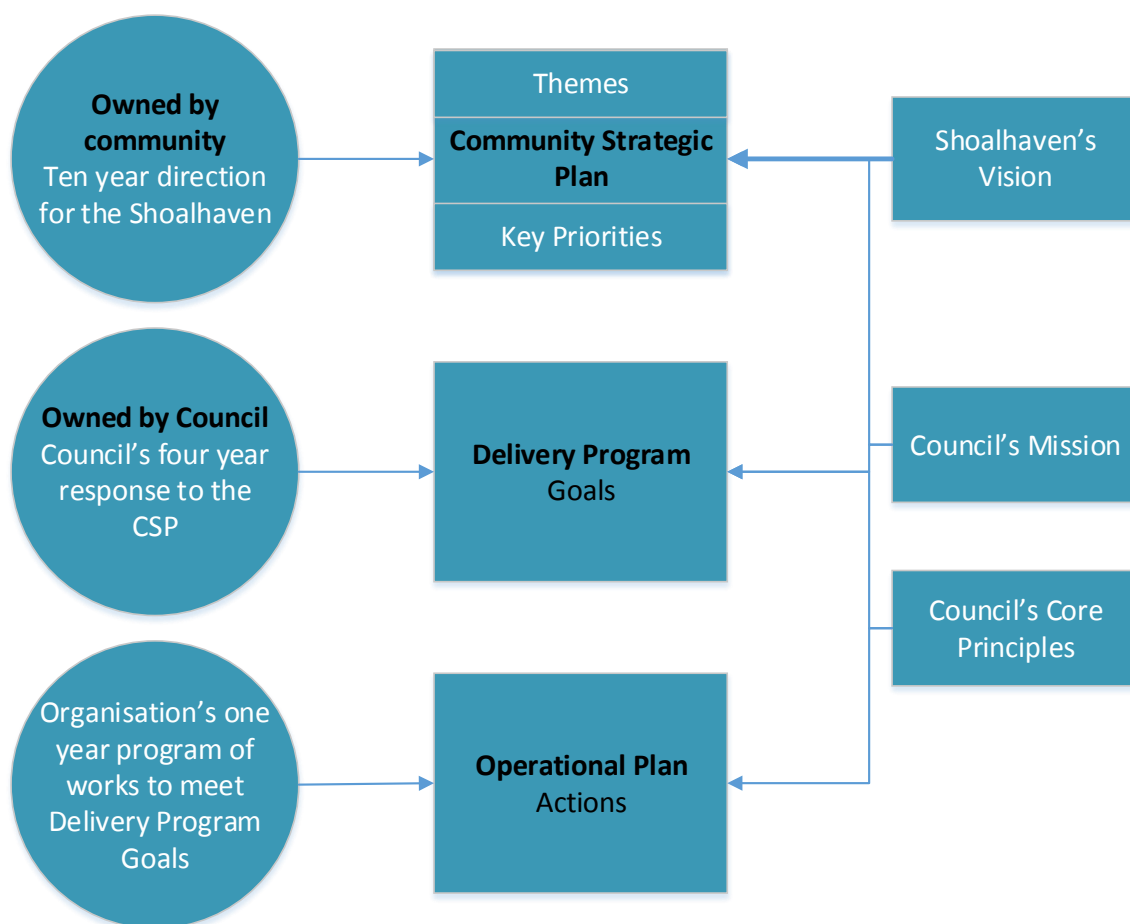 Owned by
community
Ten year direction
for the Shoalhaven
Themes
Community Strategic
Plan
Key Priorities
Shoalhaven’s
Vision
Owned by Council
Council’s four year
response to the
CSP
Delivery Program
Goals
Council’s Mission
Council’s Core
Principles
Organisation’s one
year program of
works to meet
Delivery Program
Goals
Operational Plan
Actions